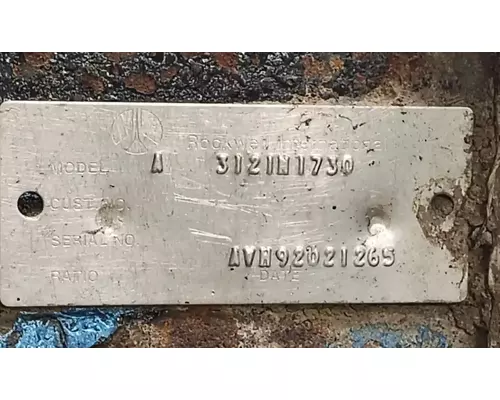 Rockwell International
MODEL A 3121N1730
CUST. NO.
SERIAL NO. AVN92021265
RATIO DATE